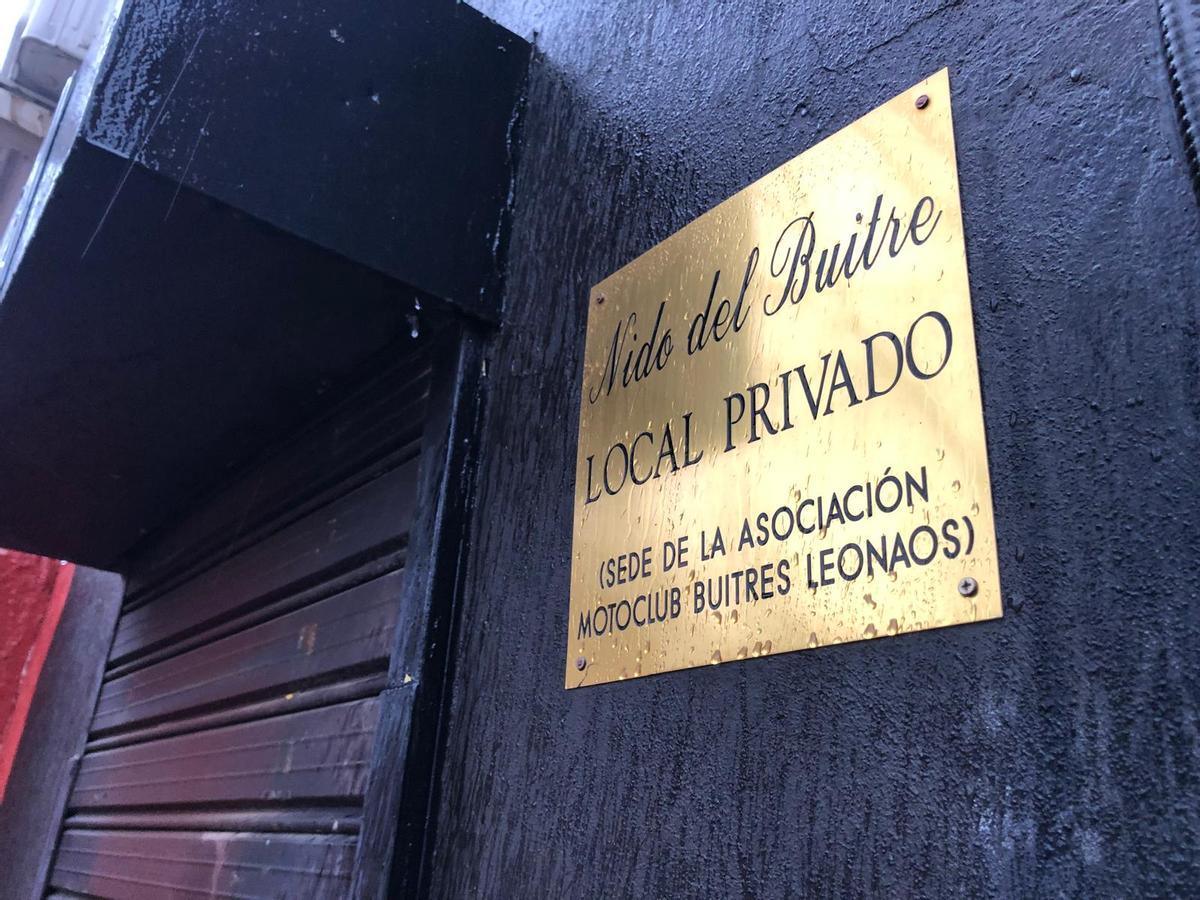 Nido del Buitre
LOCAL PRIVADO
(SEDE DE LA ASOCIACIÓN
MOTOCLUB BUITRES LEONAOS)